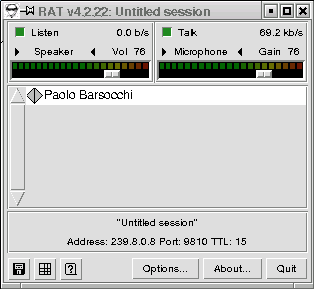 RAT v4.2.22: Untitled session
Listen 0.0 b/s Talk 69.2 kb/s
Speaker Vol 76 Microphone Gain 76
Paolo Barsocchi
"Untitled session"
Address: 239.8.0.8 Port: 9810 TTL: 15
Options... About... Quit